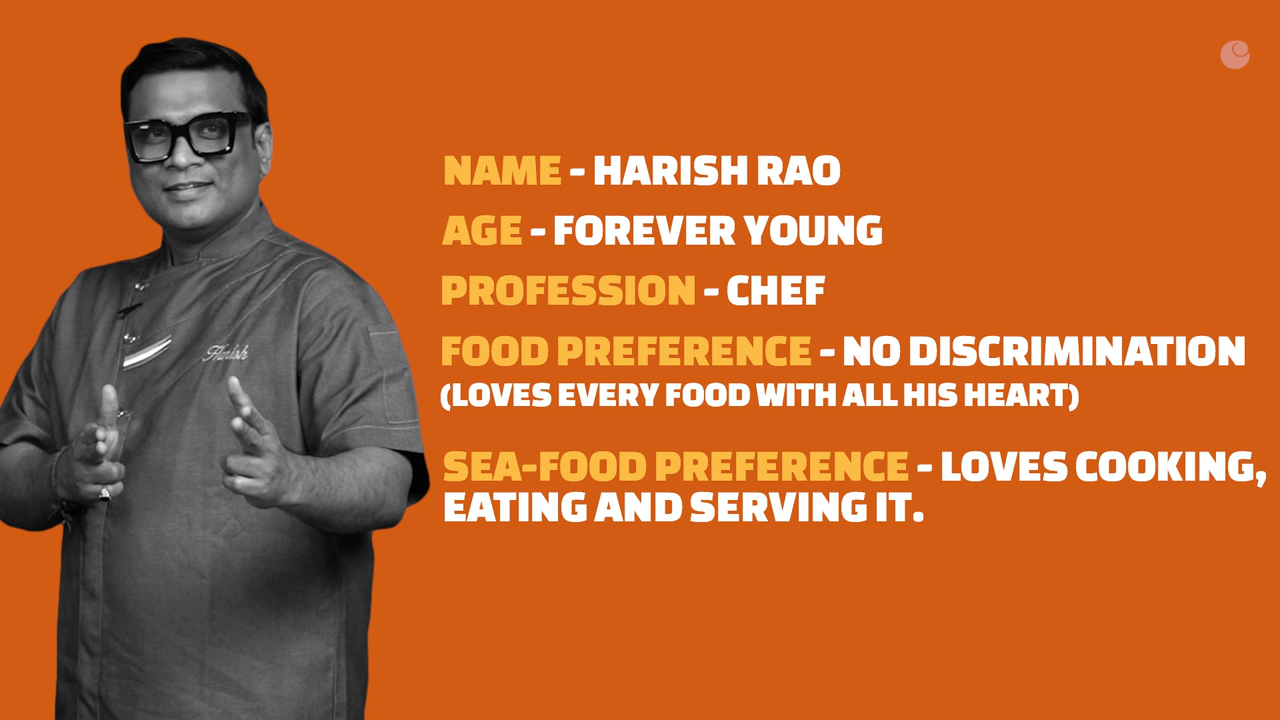 NAME - HARISH RAO
AGE - FOREVER YOUNG
PROFESSION - CHEF
FOOD PREFERENCE - NO DISCRIMINATION
(LOVES EVERY FOOD WITH ALL HIS HEART)
SEA-FOOD PREFERENCE - LOVES COOKING,
EATING AND SERVING IT.
Harish